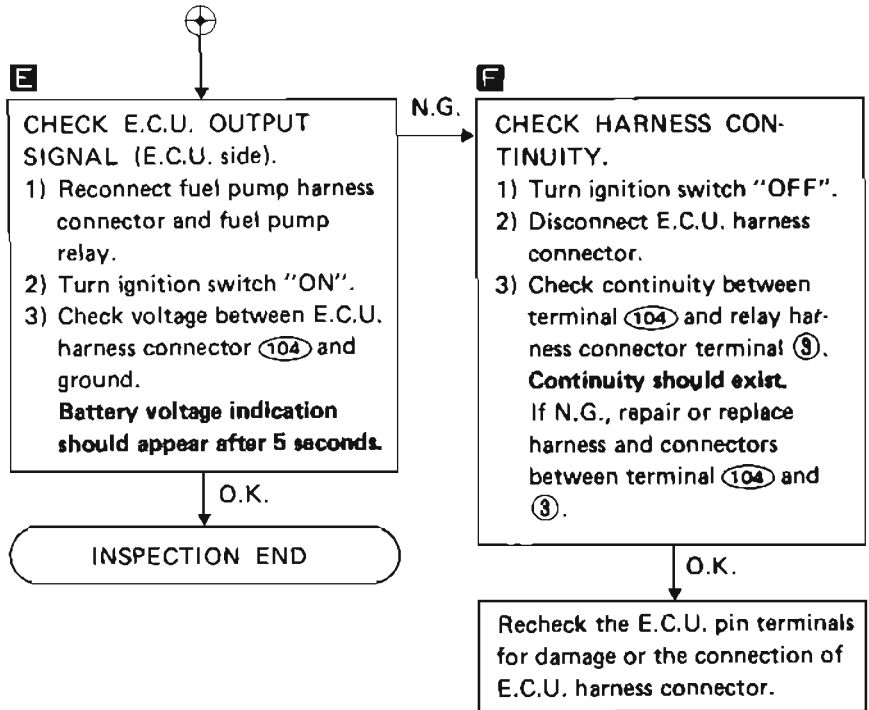 E
CHECK E.C.U. OUTPUT
SIGNAL (E.C.U. side).
1) Reconnect fuel pump harness
connector and fuel pump
relay.
2) Turn ignition switch "ON".
3) Check voltage between E.C.U.
harness connector 104 and
ground.
Battery voltage indication
should appear after 5 seconds.
O.K.
INSPECTION END
N.G.
F
CHECK HARNESS CON-
TINUITY.
1) Turn ignition switch "OFF".
2) Disconnect E.C.U. harness
connector.
3) Check continuity between
terminal 104 and relay har-
ness connector terminal 3.
Continuity should exist.
If N.G., repair or replace
harness and connectors
between terminal 104 and
3.
O.K.
Recheck the E.C.U. pin terminals
for damage or the connection of
E.C.U. harness connector.